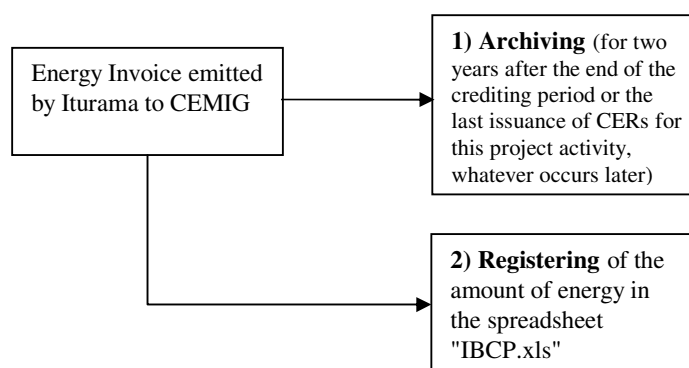 Energy Invoice emitted
by Iturama to CEMIG
1) Archiving (for two
years after the end of the
crediting period or the
last issuance of CERs for
this project activity,
whatever occurs later)
2) Registering of the
amount of energy in
the spreadsheet
"IBCP.xls"